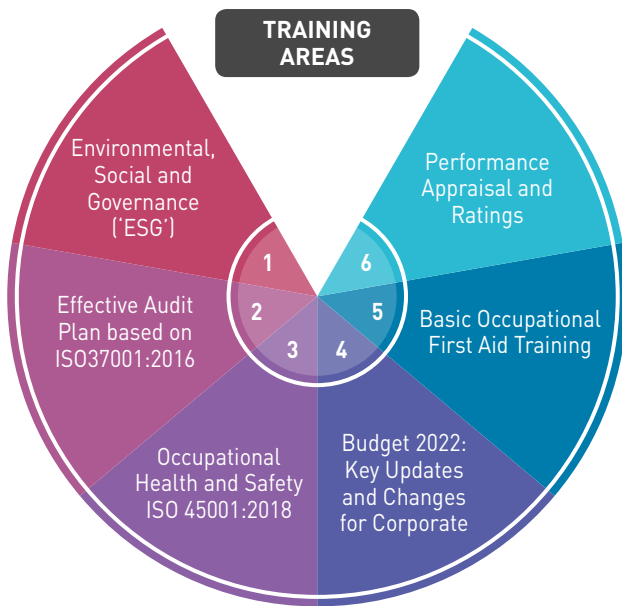 TRAINING
AREAS
Environmental,
Social and
Governance
(‘ESG’)
1
Effective Audit
Plan based on
ISO37001:2016
2
Occupational
Health and Safety
ISO 45001:2018
3
Budget 2022:
Key Updates
and Changes
for Corporate
4
Basic Occupational
First Aid Training
5
Performance
Appraisal and
Ratings
6